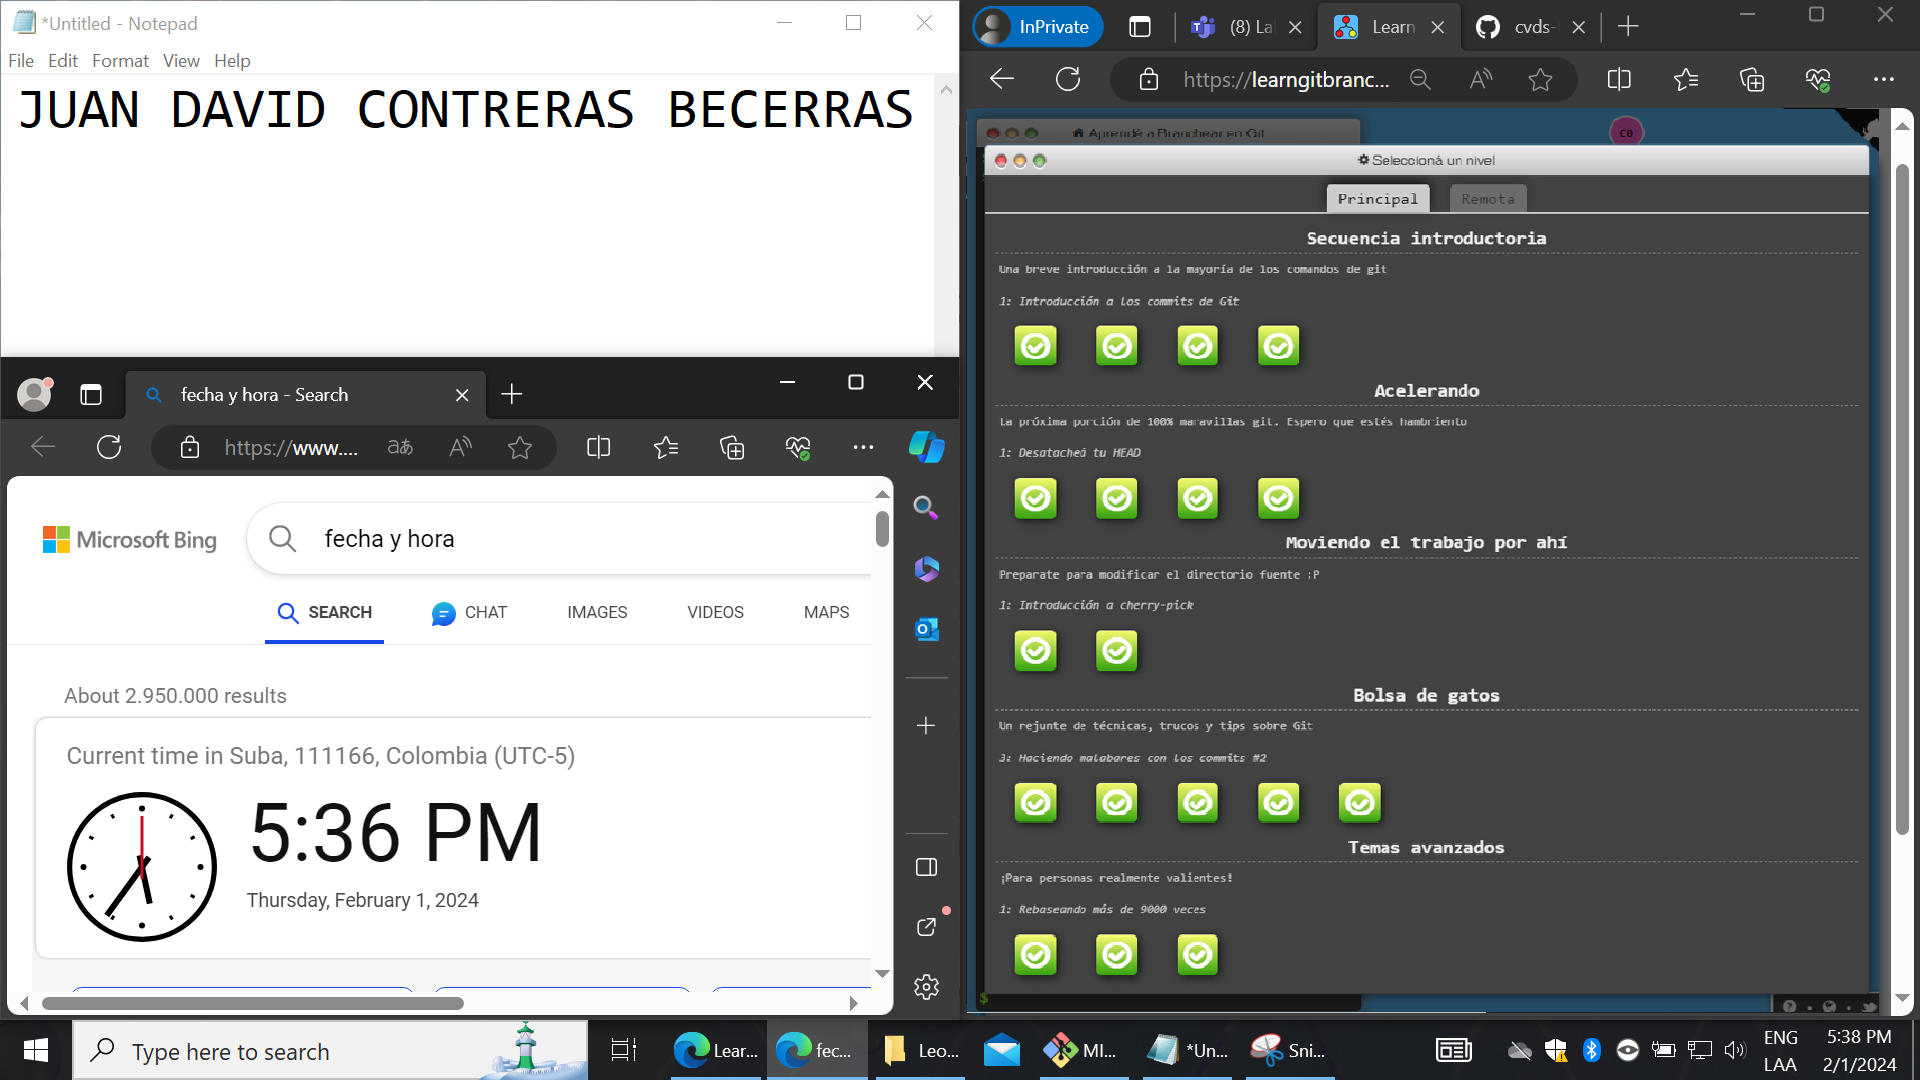 *Untitled - Notepad
File Edit Format View Help
JUAN DAVID CONTRERAS BECERRAS
fecha y hora - Search
https://www....
Microsoft Bing
fecha y hora
SEARCH CHAT IMAGES VIDEOS MAPS
About 2.950.000 results
Current time in Suba, 111166, Colombia (UTC-5)
5:36 PM
Thursday, February 1, 2024
InPrivate
(8) La
Learn
cvds-
https://learngitbranc...
Aprendé a Branchear en Git
C0
Seleccioná un nivel
Principal Remota
Secuencia introductoria
Una breve introducción a la mayoría de los comandos de git
1: Introducción a los commits de Git
Acelerando
La próxima porción de 100% maravillas git. Espero que estés hambriento
1: Desatacheá tu HEAD
Moviendo el trabajo por ahí
Preparate para modificar el directorio fuente :P
1: Introducción a cherry-pick
Bolsa de gatos
Un rejunte de técnicas, trucos y tips sobre Git
3: Haciendo malabares con los commits #2
Temas avanzados
¡Para personas realmente valientes!
1: Rebaseando más de 9000 veces
$
Type here to search
Lear...
fec...
Leo...
MI...
*Un...
Sni...
ENG
LAA
5:38 PM
2/1/2024